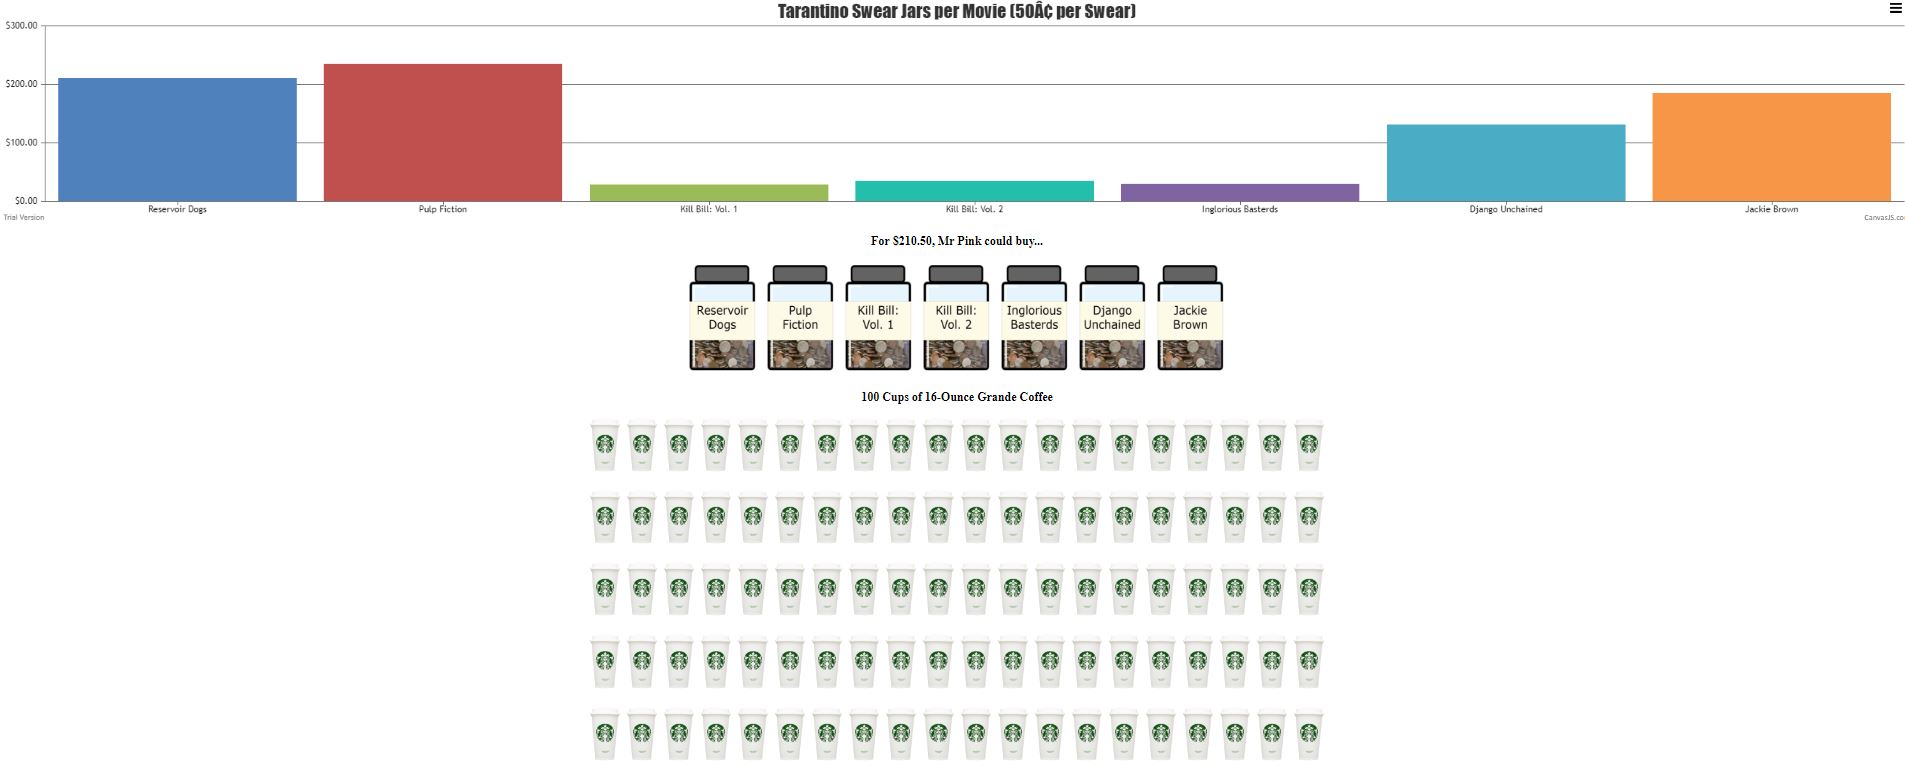 Tarantino Swear Jars per Movie (50Â¢ per Swear)
$300.00
$200.00
$100.00
$0.00
Reservoir Dogs
Pulp Fiction
Kill Bill: Vol. 1
Kill Bill: Vol. 2
Inglorious Basterds
Django Unchained
Jackie Brown
Trial Version
CanvasJS.co
For $210.50, Mr Pink could buy...
Reservoir
Dogs
Pulp
Fiction
Kill Bill:
Vol. 1
Kill Bill:
Vol. 2
Inglorious
Basterds
Django
Unchained
Jackie
Brown
100 Cups of 16-Ounce Grande Coffee